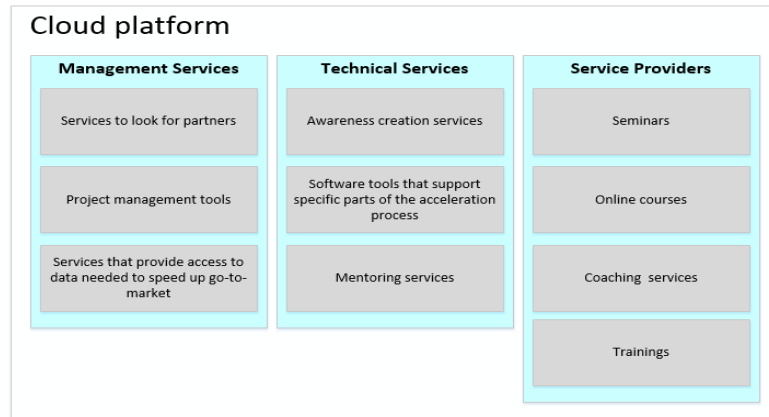 Cloud platform
Management Services
Services to look for partners
Project management tools
Services that provide access to
data needed to speed up go-to-
market
Technical Services
Awareness creation services
Software tools that support
specific parts of the acceleration
process
Mentoring services
Service Providers
Seminars
Online courses
Coaching  services
Trainings